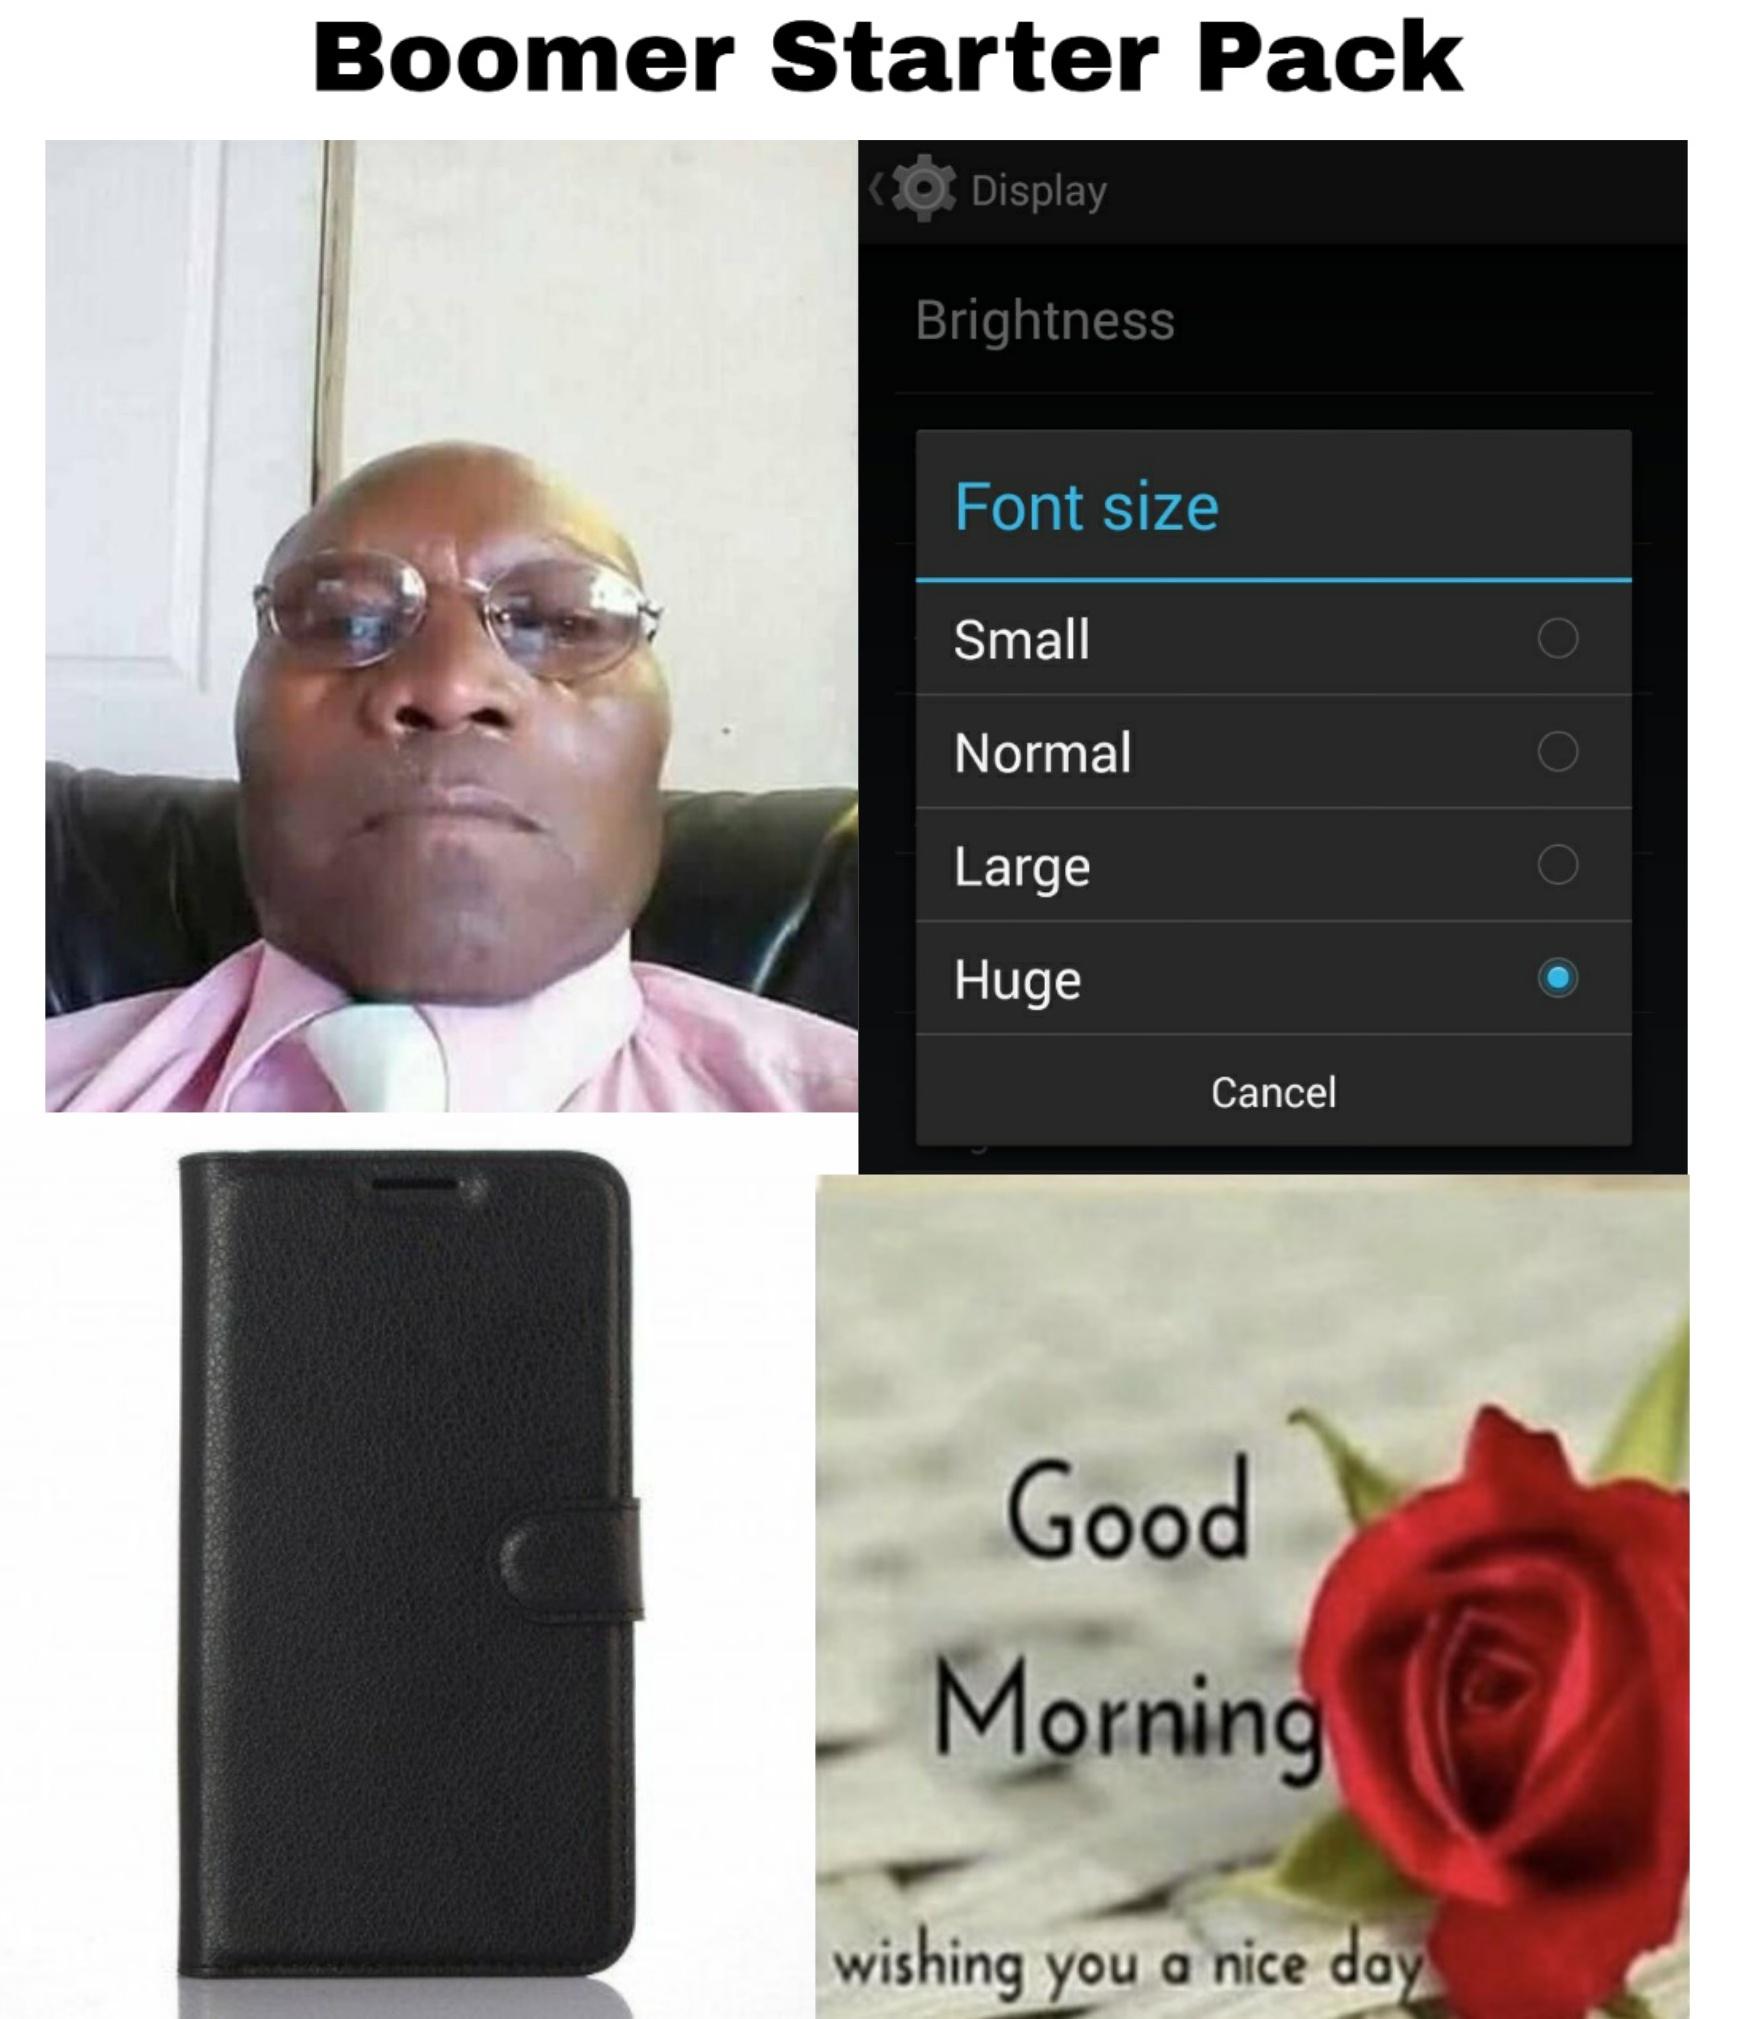 Boomer Starter Pack
Display
Brightness
Font size
Small
Normal
Large
Huge
Cancel
Good
Morning
wishing you a nice day